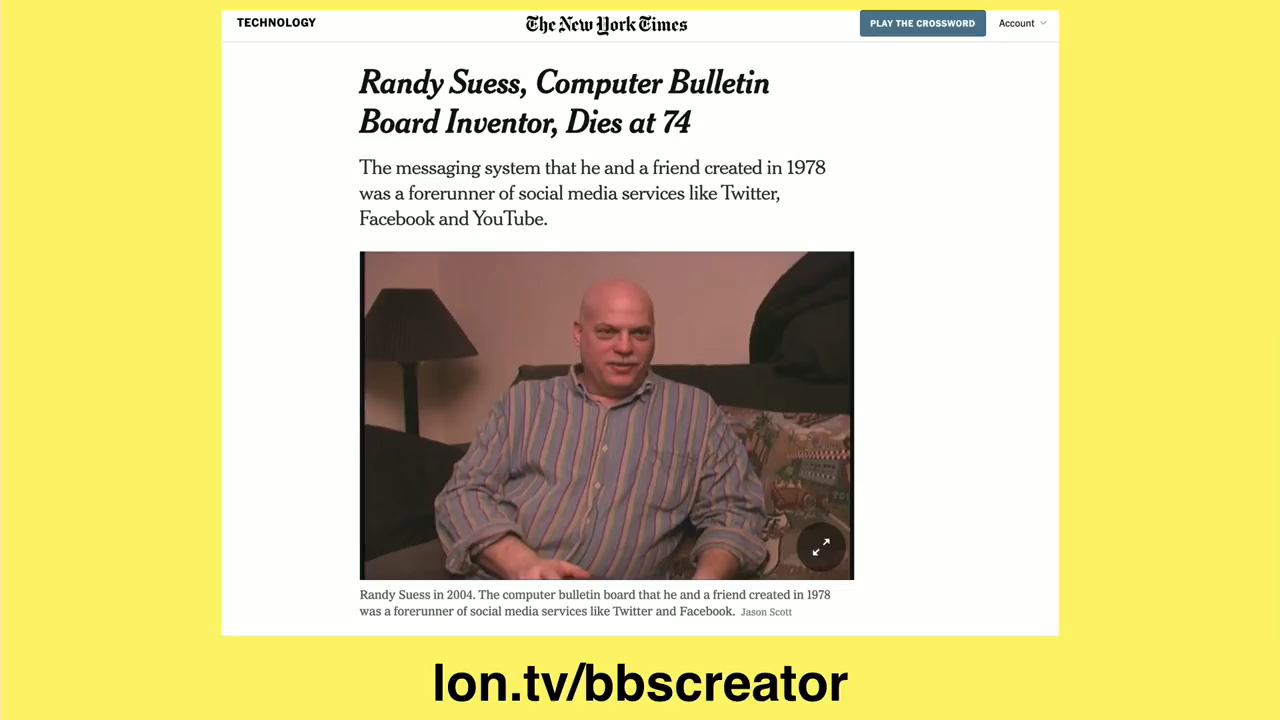 TECHNOLOGY
The New York Times
PLAY THE CROSSWORD
Account
Randy Suess, Computer Bulletin
Board Inventor, Dies at 74
The messaging system that he and a friend created in 1978
was a forerunner of social media services like Twitter,
Facebook and YouTube.
Randy Suess in 2004. The computer bulletin board that he and a friend created in 1978
was a forerunner of social media services like Twitter and Facebook. Jason Scott
lon.tv/bbscreator